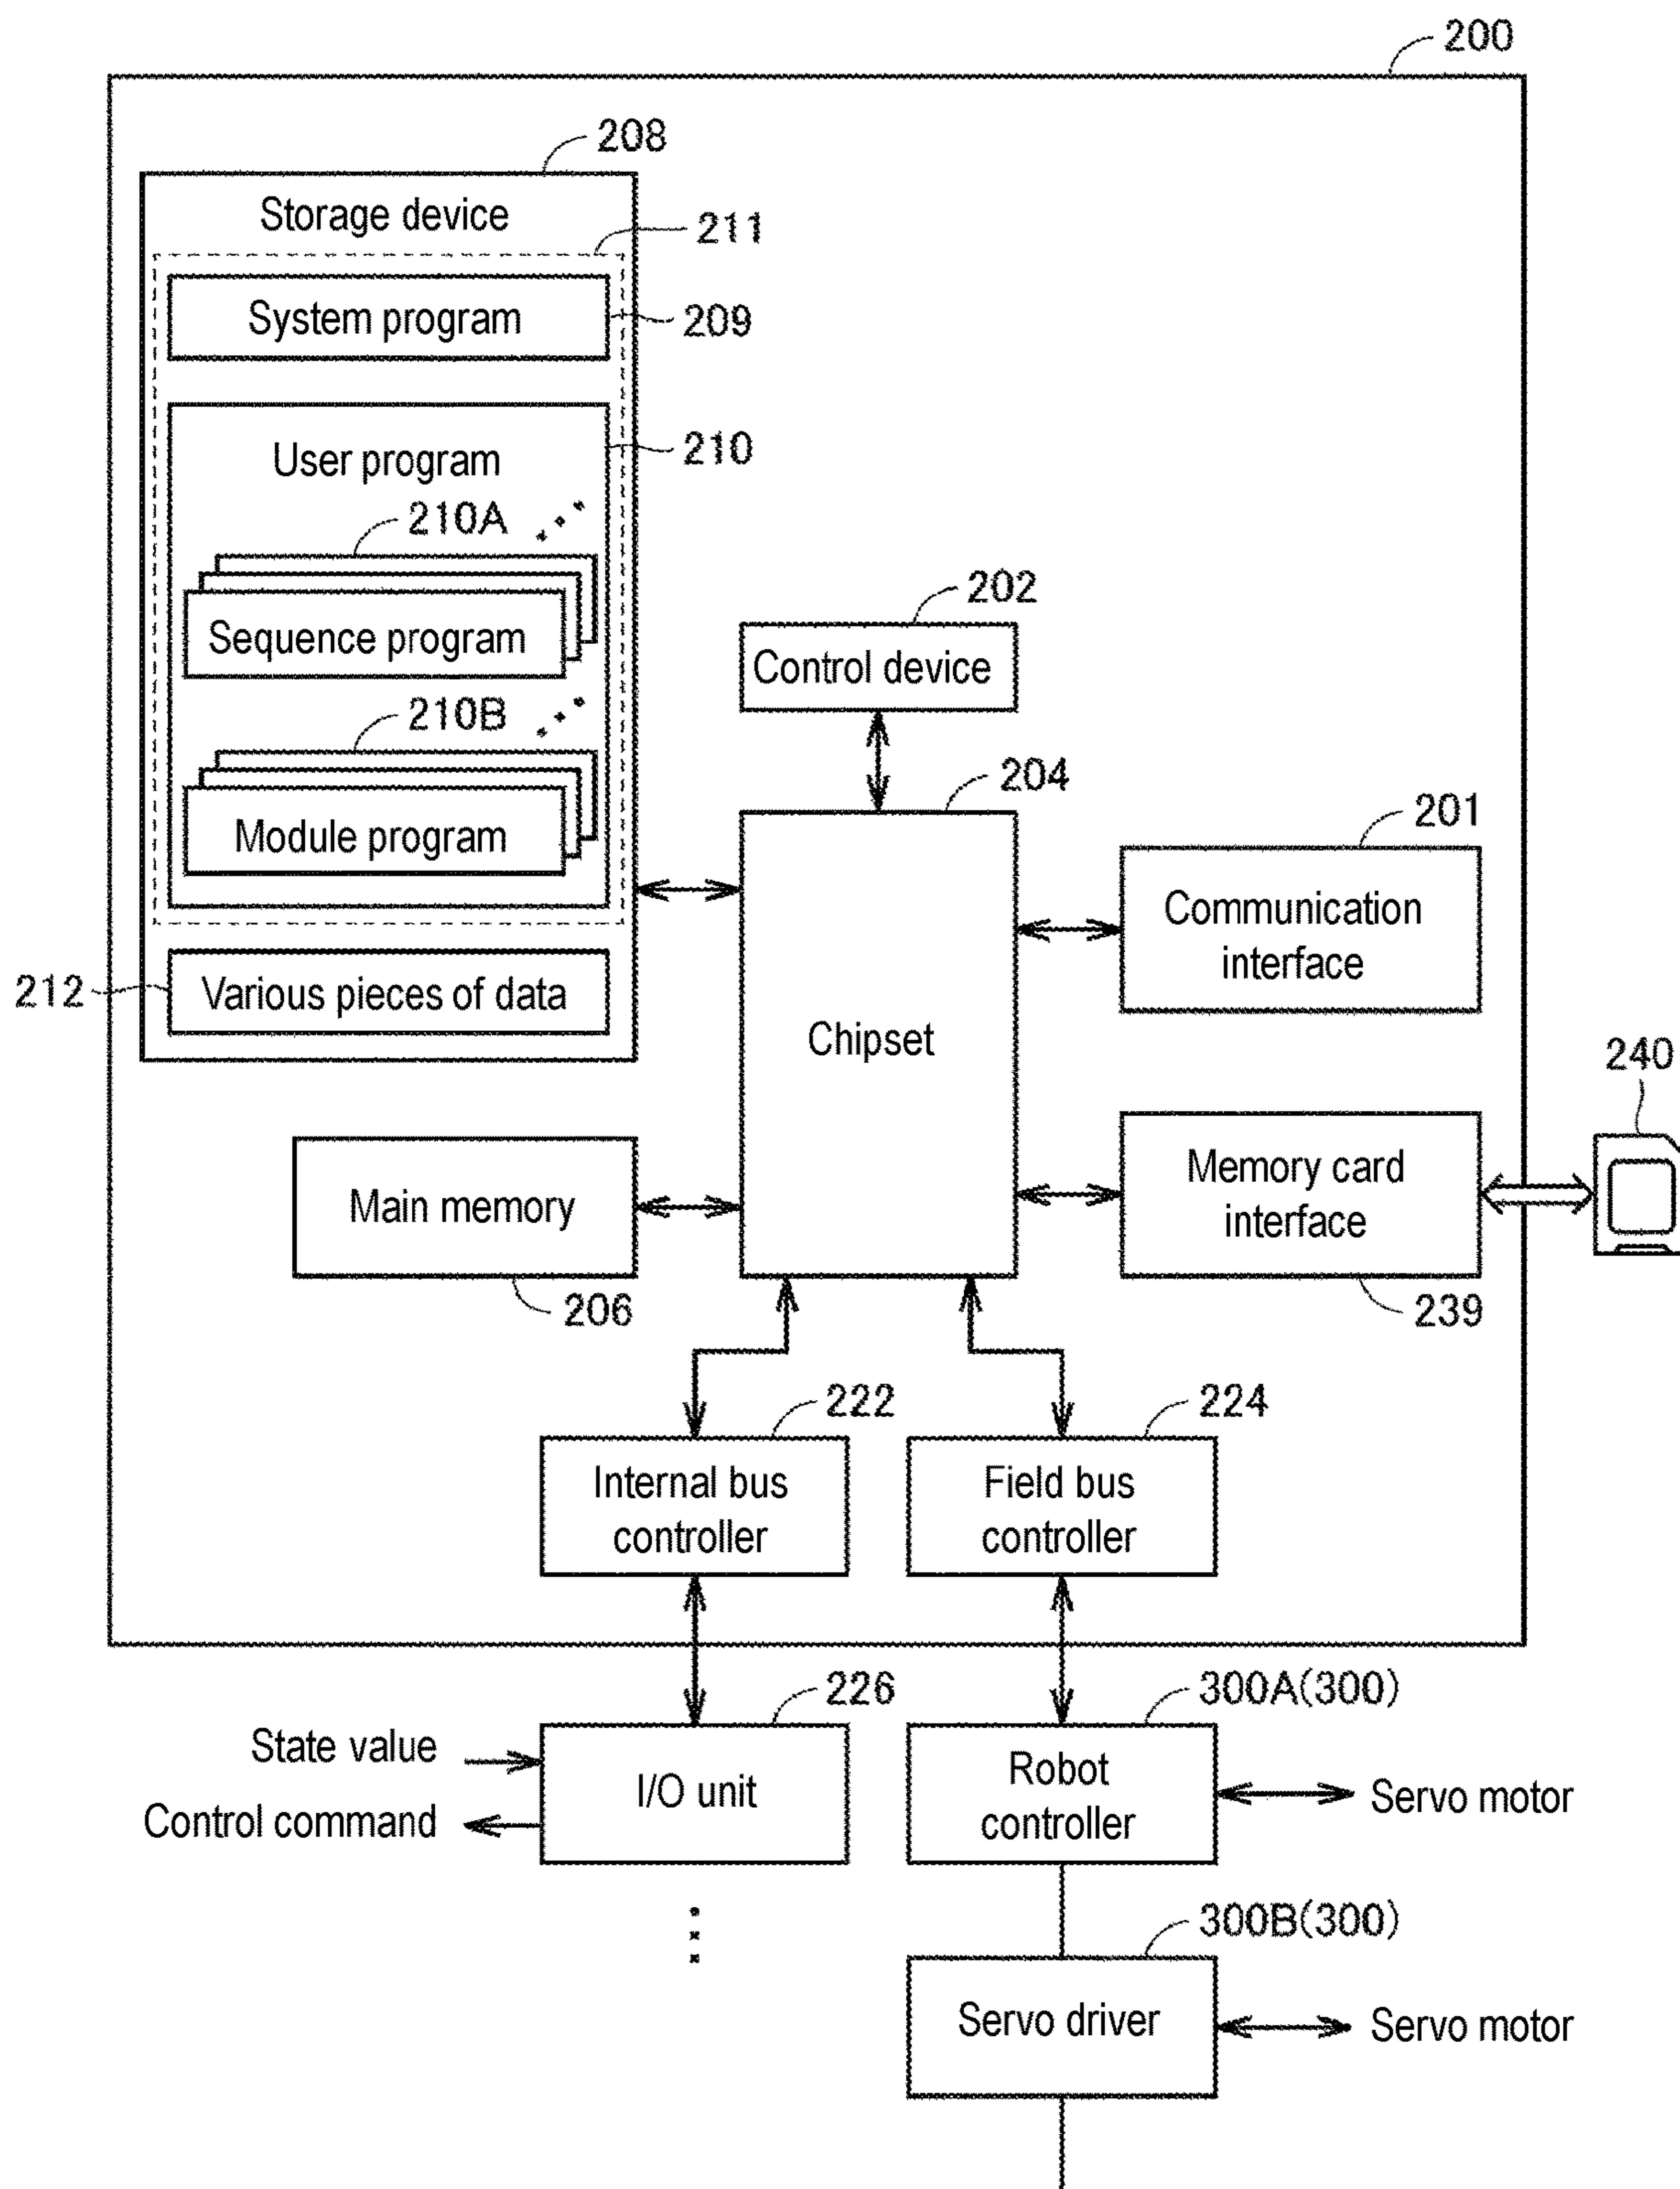 200
208
Storage device
211
System program
209
User program
210
210A
Sequence program
210B
Module program
212
Various pieces of data
202
Control device
204
Chipset
201
Communication
interface
240
Main memory
206
Memory card
interface
239
222
Internal bus
controller
224
Field bus
controller
226
I/O unit
State value
Control command
300A(300)
Robot
controller
Servo motor
300B(300)
Servo driver
Servo motor